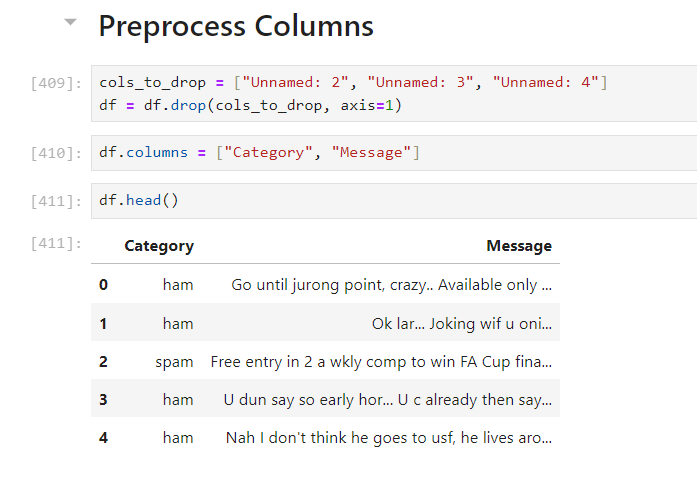 Preprocess Columns
[409]: cols_to_drop = ["Unnamed: 2", "Unnamed: 3", "Unnamed: 4"]
df = df.drop(cols_to_drop, axis=1)
[410]: df.columns = ["Category", "Message"]
[411]: df.head()
[411]: Category Message
0 ham Go until jurong point, crazy.. Available only ...
1 ham Ok lar... Joking wif u oni...
2 spam Free entry in 2 a wkly comp to win FA Cup fina...
3 ham U dun say so early hor... U c already then say...
4 ham Nah I don't think he goes to usf, he lives aro...